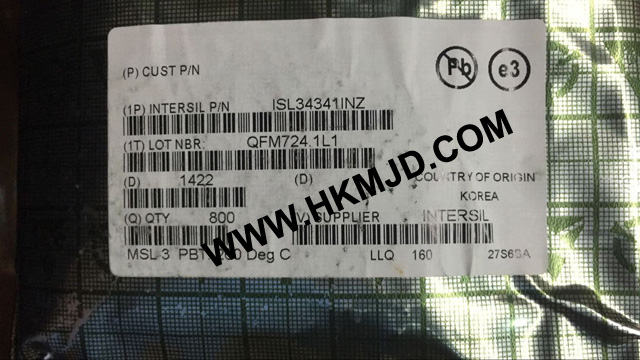 (P) CUST P/N
Pb
e3
(1P) INTERSIL P/N ISL34341INZ
(1T) LOT NBR: QFM724.1L1
(D) 1422 (D) COUNTRY OF ORIGIN
KOREA
(Q) QTY 800 (V) SUPPLIER INTERSIL
MSL 3 Deg C LLQ 160
WWW.HKMJD.COM